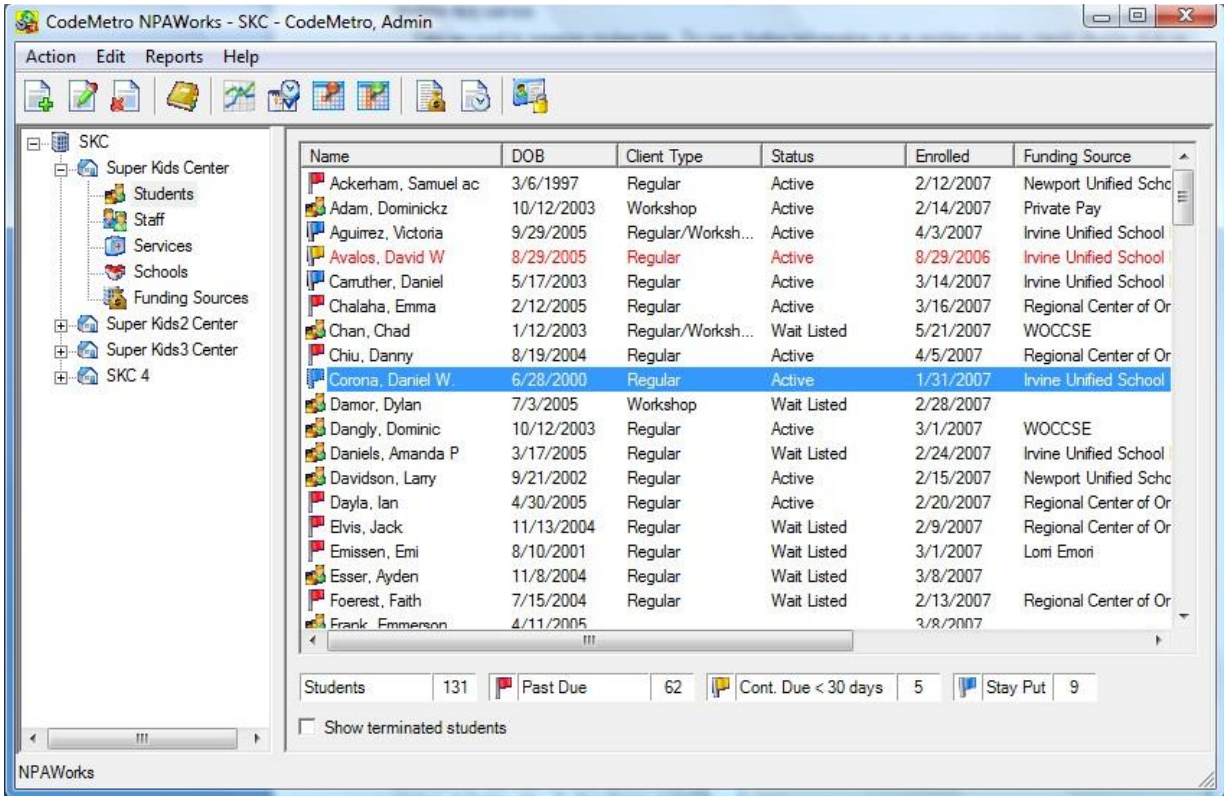 CodeMetro NPAWorks - SKC - CodeMetro, Admin
Action Edit Reports Help
SKC
Super Kids Center
Students
Staff
Services
Schools
Funding Sources
Super Kids2 Center
Super Kids3 Center
SKC 4
Name DOB Client Type Status Enrolled Funding Source
Ackerham, Samuel ac 3/6/1997 Regular Active 2/12/2007 Newport Unified Schc
Adam, Dominickz 10/12/2003 Workshop Active 2/14/2007 Private Pay
Aguirrez, Victoria 9/29/2005 Regular/Worksh... Active 4/3/2007 Irvine Unified School
Avalos, David W 8/29/2005 Regular Active 8/29/2006 Irvine Unified School
Carruther, Daniel 5/17/2003 Regular Active 3/14/2007 Irvine Unified School
Chalaha, Emma 2/12/2005 Regular Active 3/16/2007 Regional Center of Or
Chan, Chad 1/12/2003 Regular/Worksh... Wait Listed 5/21/2007 WOCCSE
Chiu, Danny 8/19/2004 Regular Active 4/5/2007 Regional Center of Or
Corona, Daniel W. 6/28/2000 Regular Active 1/31/2007 Irvine Unified School
Damor, Dylan 7/3/2005 Workshop Wait Listed 2/28/2007
Dangly, Dominic 10/12/2003 Regular Active 3/1/2007 WOCCSE
Daniels, Amanda P 3/17/2005 Regular Wait Listed 2/24/2007 Irvine Unified School
Davidson, Larry 9/21/2002 Regular Active 2/15/2007 Newport Unified Schc
Dayla, Ian 4/30/2005 Regular Active 2/20/2007 Regional Center of Or
Elvis, Jack 11/13/2004 Regular Wait Listed 2/9/2007 Regional Center of Or
Emissen, Emi 8/10/2001 Regular Wait Listed 3/1/2007 Lorri Emori
Esser, Ayden 11/8/2004 Regular Wait Listed 3/8/2007
Foerest, Faith 7/15/2004 Regular Wait Listed 2/13/2007 Regional Center of Or
Frank, Emmerson 4/11/2005 3/8/2007
Students 131 Past Due 62 Cont. Due < 30 days 5 Stay Put 9
Show terminated students
NPAWorks